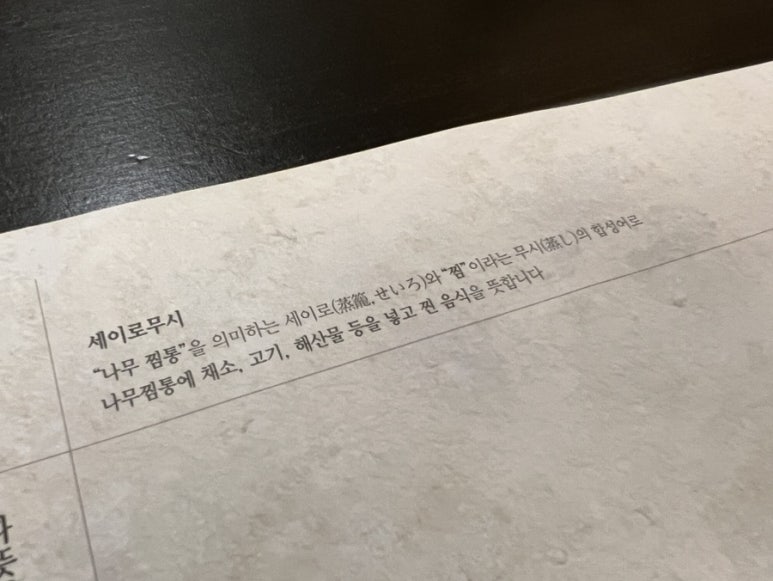 세이로무시
“나무 찜통”을 의미하는 세이로(蒸籠,せいろ)와 “찜”이라는 무시(蒸し)의 합성어로
나무찜통에 채소, 고기, 해산물 등을 넣고 찐 음식을 뜻합니다
뜻